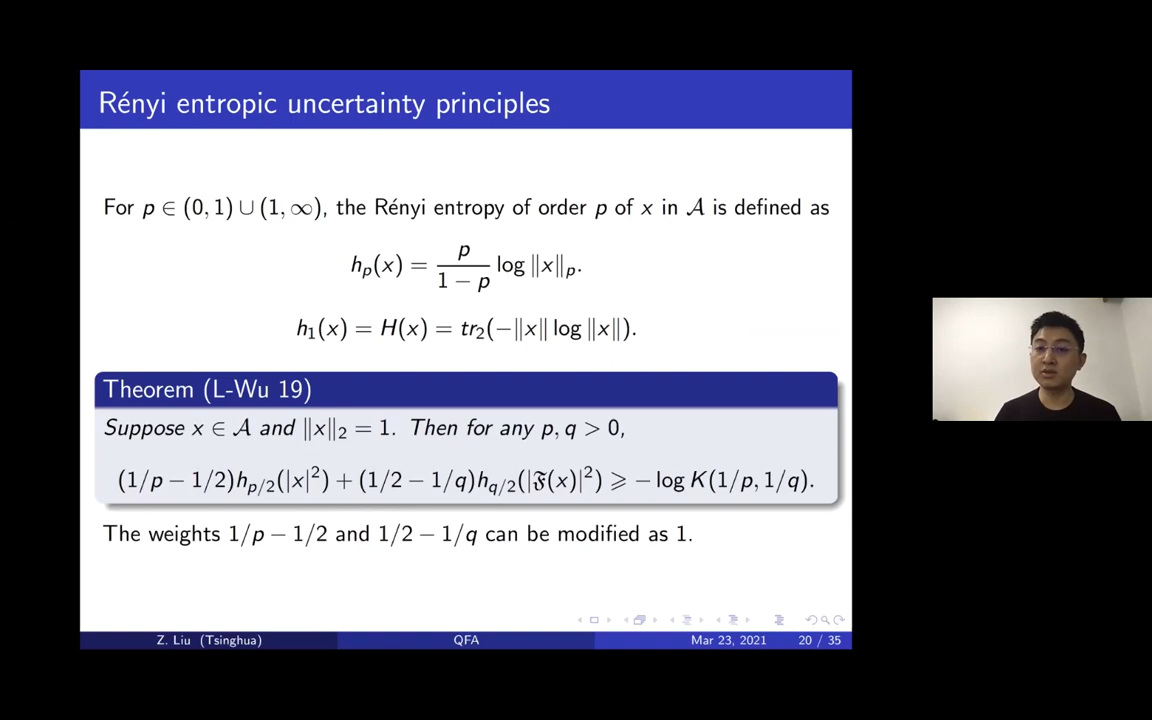 Rényi entropic uncertainty principles
For p ∈ (0, 1) ∪ (1, ∞), the Rényi entropy of order p of x in 𝒜 is defined as
h_p(x) = p / (1 − p) log ‖x‖_p.
h_1(x) = H(x) = tr_2(−‖x‖ log ‖x‖).
Theorem (L-Wu 19)
Suppose x ∈ 𝒜 and ‖x‖_2 = 1. Then for any p, q > 0,
(1/p − 1/2)h_{p/2}(|x|²) + (1/2 − 1/q)h_{q/2}(|𝔉(x)|²) ⩾ − log K(1/p, 1/q).
The weights 1/p − 1/2 and 1/2 − 1/q can be modified as 1.
Z. Liu (Tsinghua) QFA Mar 23, 2021 20 / 35